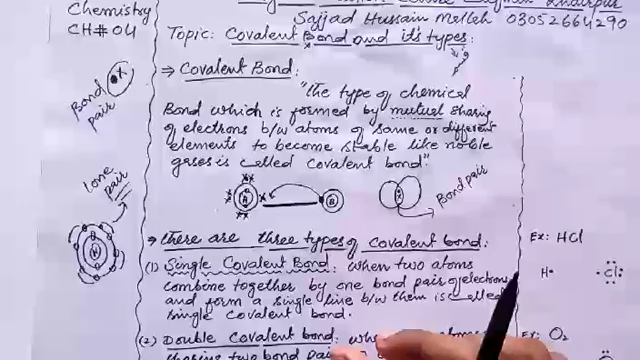 Chemistry
CH#04
Sajjad Hussain Mellah 03052664290
Topic: Covalent Bond and it's types:
⇒ Covalent Bond:
"The type of chemical
Bond which is formed by mutual sharing
of electrons b/w atoms of same or different
elements to become stable like noble
gases is called covalent bond"
Bond pair
Bond pair
lone pair
⇒ There are three types of covalent bond:
(1) Single Covalent Bond: when two atoms
combine together by one bond pair of electrons
and form a single line b/w them is called
single covalent bond.
(2) Double Covalent bond:
sharing two bond pair
Ex: HCl
H• •Cl
Ex: O₂